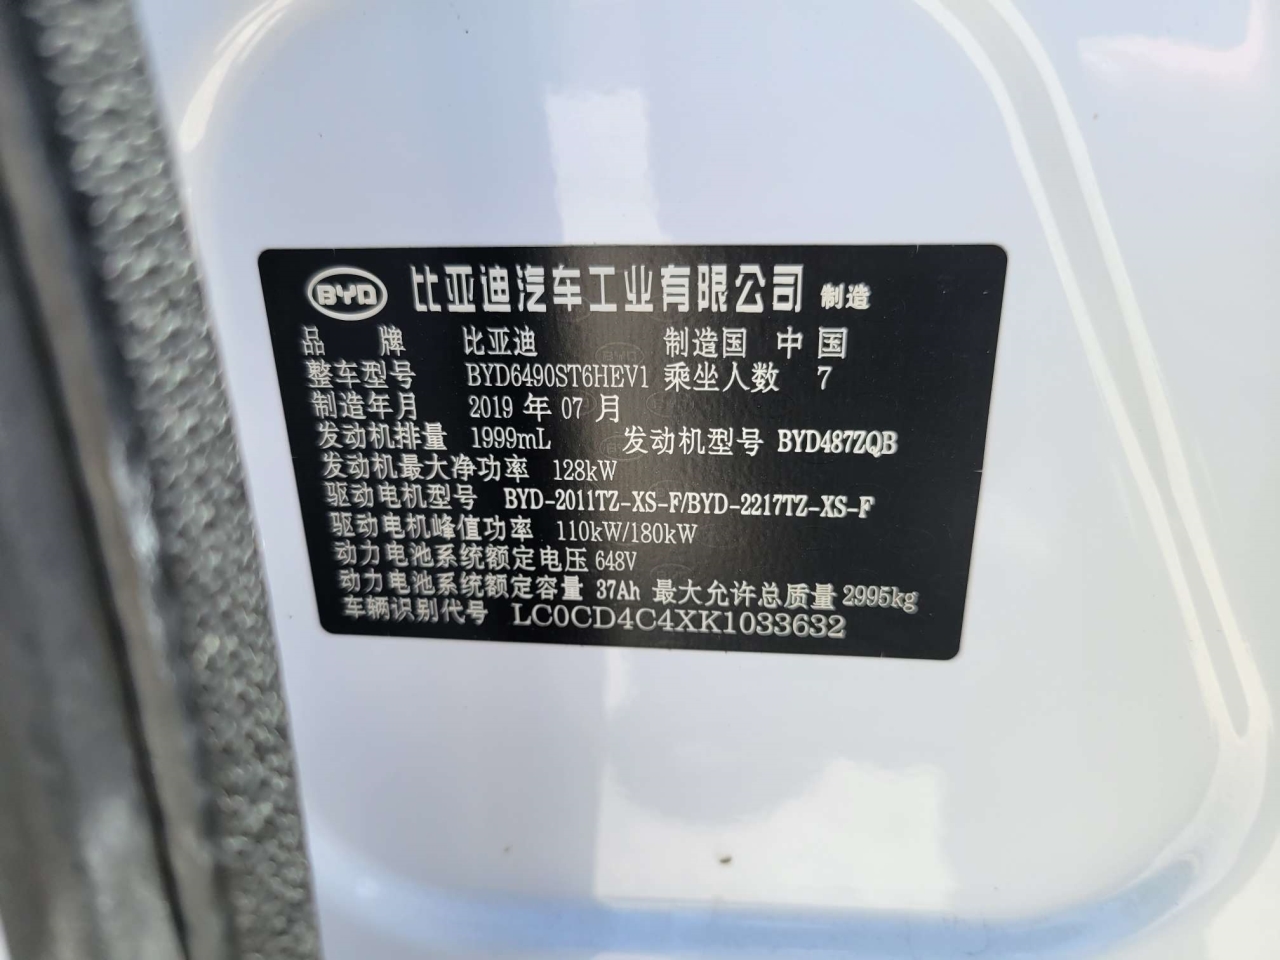 BYD 比亚迪汽车工业有限公司 制造
品 牌 比亚迪 制造国 中 国
整车型号 BYD6490ST6HEV1 乘坐人数 7
制造年月 2019 年 07 月
发动机排量 1999mL 发动机型号 BYD487ZQB
发动机最大净功率 128kW
驱动电机型号 BYD-2011TZ-XS-F/BYD-2217TZ-XS-F
驱动电机峰值功率 110kW/180kW
动力电池系统额定电压 648V
动力电池系统额定容量 37Ah 最大允许总质量 2995kg
车辆识别代号 LC0CD4C4XK1033632